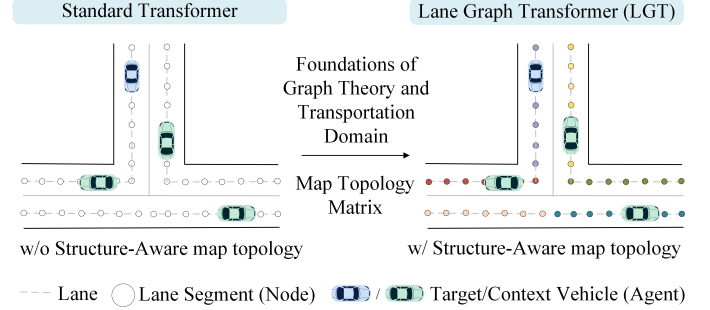 Standard Transformer
Lane Graph Transformer (LGT)
Foundations of
Graph Theory and
Transportation
Domain
Map Topology
Matrix
w/o Structure-Aware map topology
w/ Structure-Aware map topology
Lane
Lane Segment (Node)
/
Target/Context Vehicle (Agent)